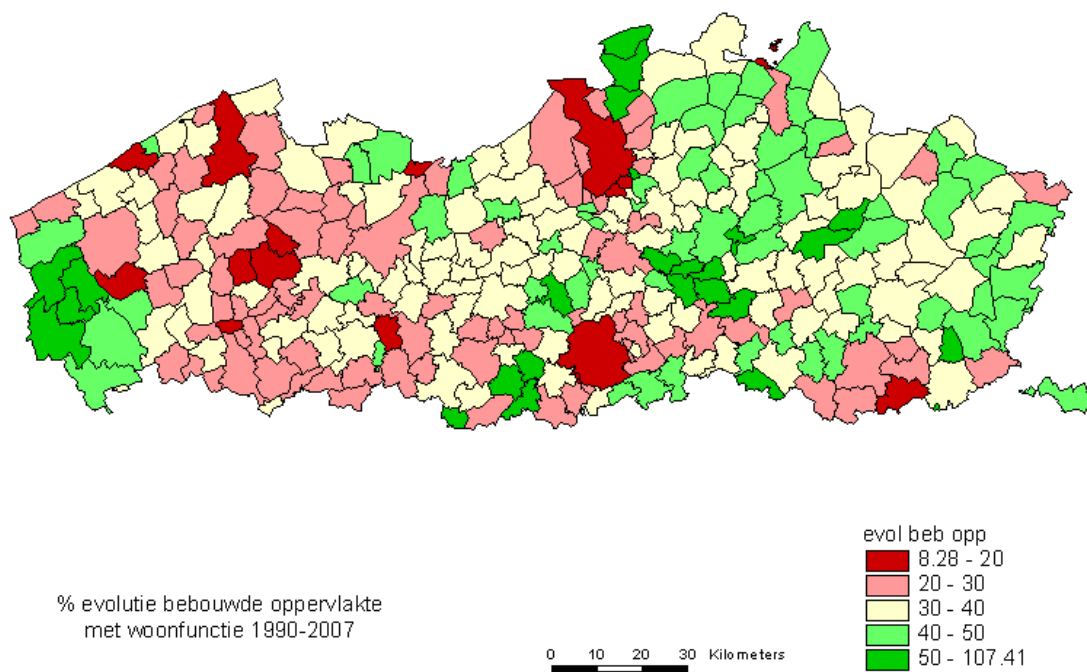 evol beb opp
8.28 - 20
20 - 30
30 - 40
40 - 50
50 - 107.41
% evolutie bebouwde oppervlakte
met woonfunctie 1990-2007
0 10 20 30 Kilometers